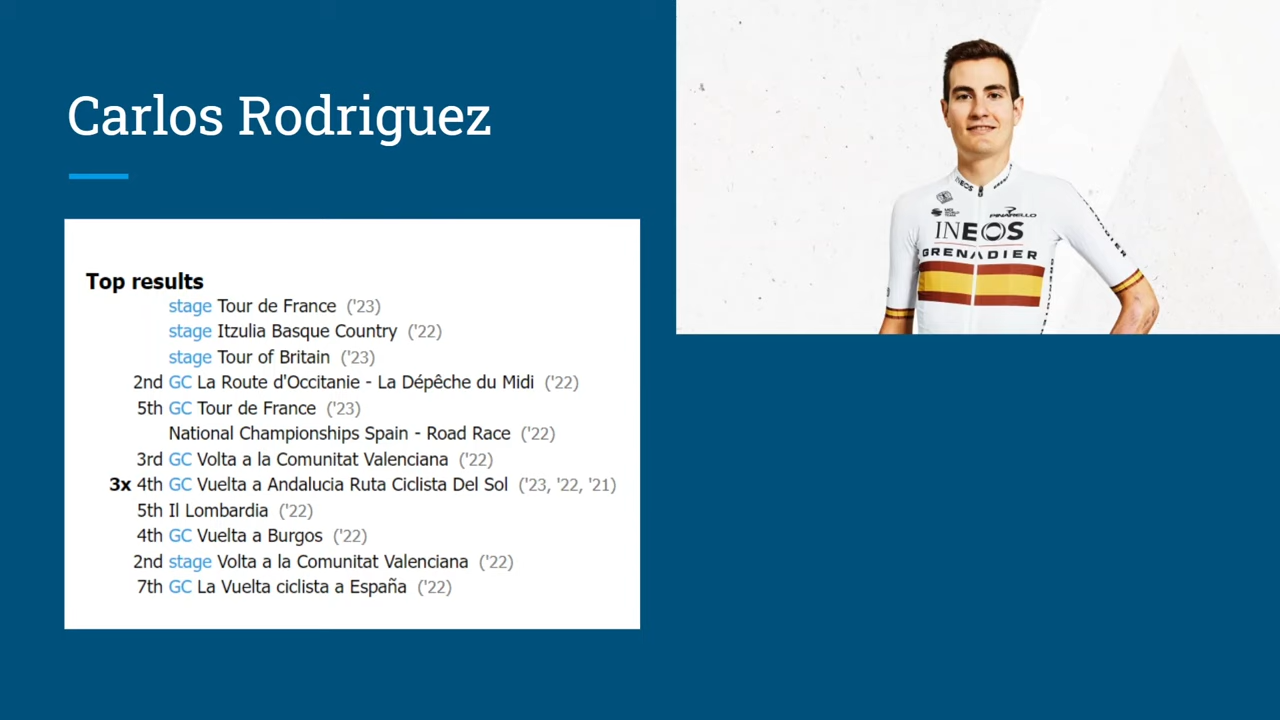 Carlos Rodriguez
Top results
stage Tour de France ('23)
stage Itzulia Basque Country ('22)
stage Tour of Britain ('23)
2nd GC La Route d'Occitanie - La Dépêche du Midi ('22)
5th GC Tour de France ('23)
National Championships Spain - Road Race ('22)
3rd GC Volta a la Comunitat Valenciana ('22)
3x 4th GC Vuelta a Andalucia Ruta Ciclista Del Sol ('23, '22, '21)
5th Il Lombardia ('22)
4th GC Vuelta a Burgos ('22)
2nd stage Volta a la Comunitat Valenciana ('22)
7th GC La Vuelta ciclista a España ('22)
INEOS
PINARELLO
INEOS
GRENADIER